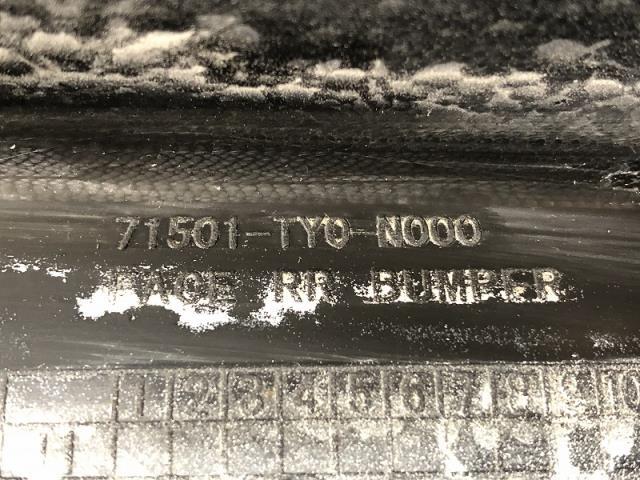 71501-TY0-N000
FACE RR BUMPER
1 2 3 4 5 6 7 8 9 10
11